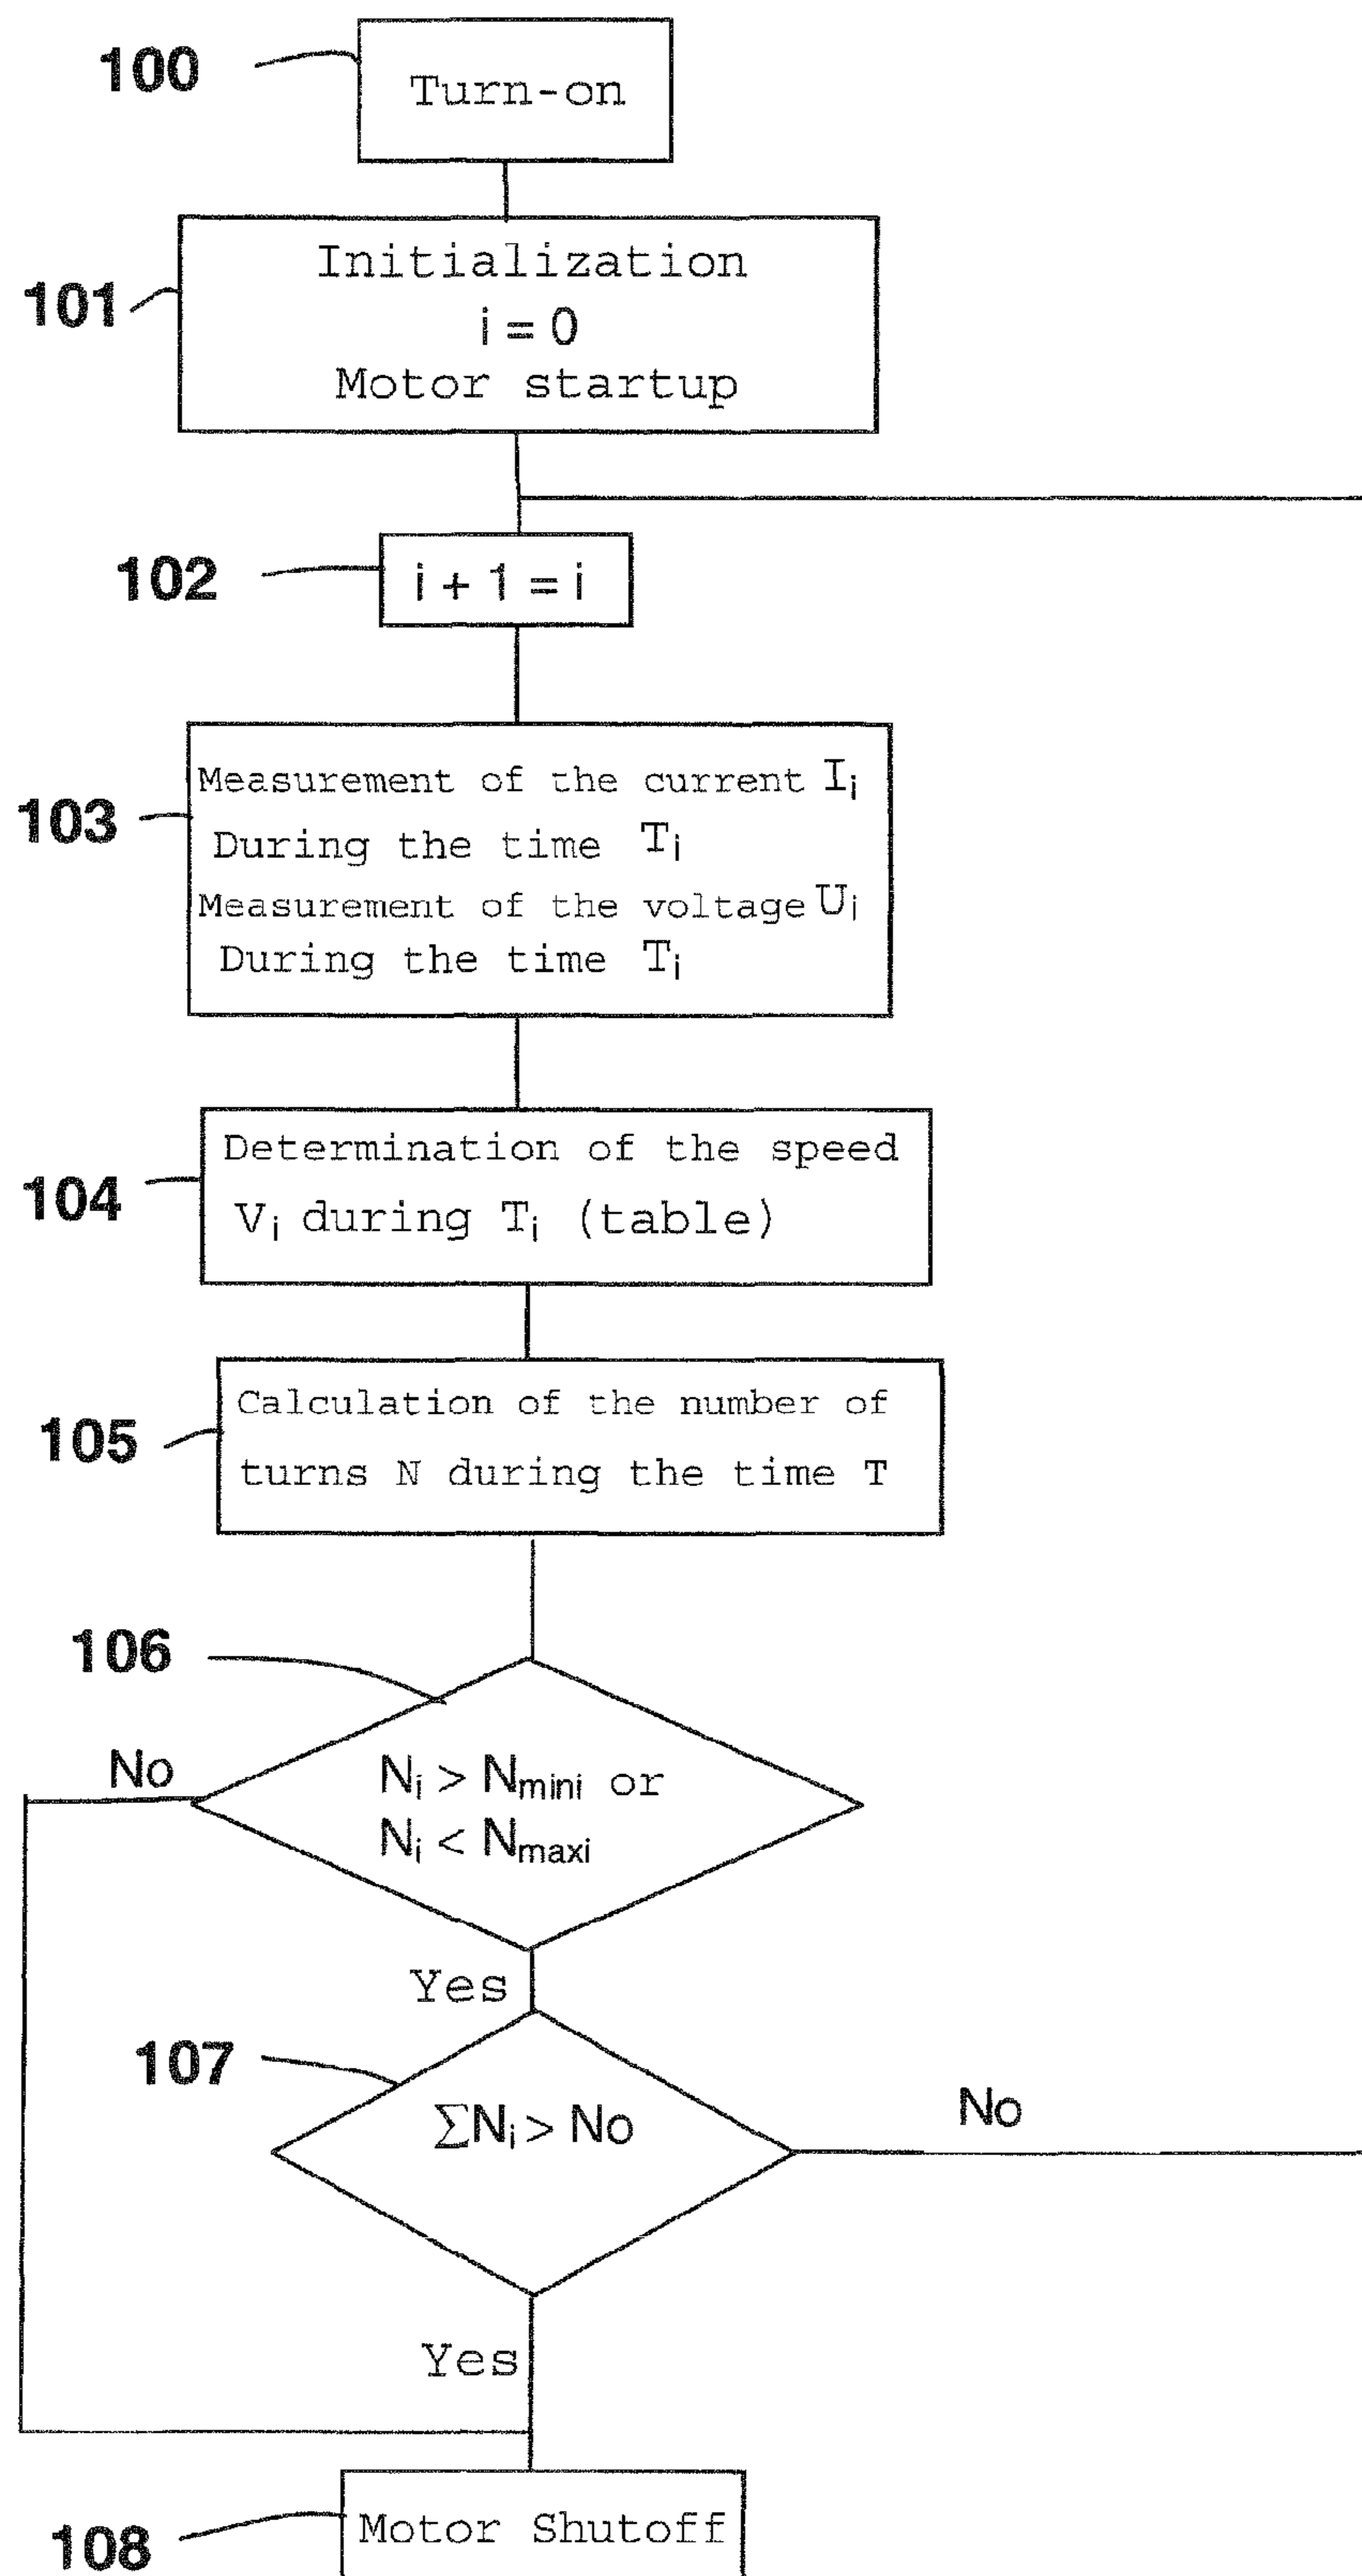 100
Turn-on
101
Initialization
i = 0
Motor startup
102
i + 1 = i
103
Measurement of the current Ii
During the time Ti
Measurement of the voltage Ui
During the time Ti
104
Determination of the speed
Vi during Ti (table)
105
Calculation of the number of
turns N during the time T
106
No
Ni > Nmini or
Ni < Nmaxi
Yes
107
∑Ni > No
No
Yes
108
Motor Shutoff